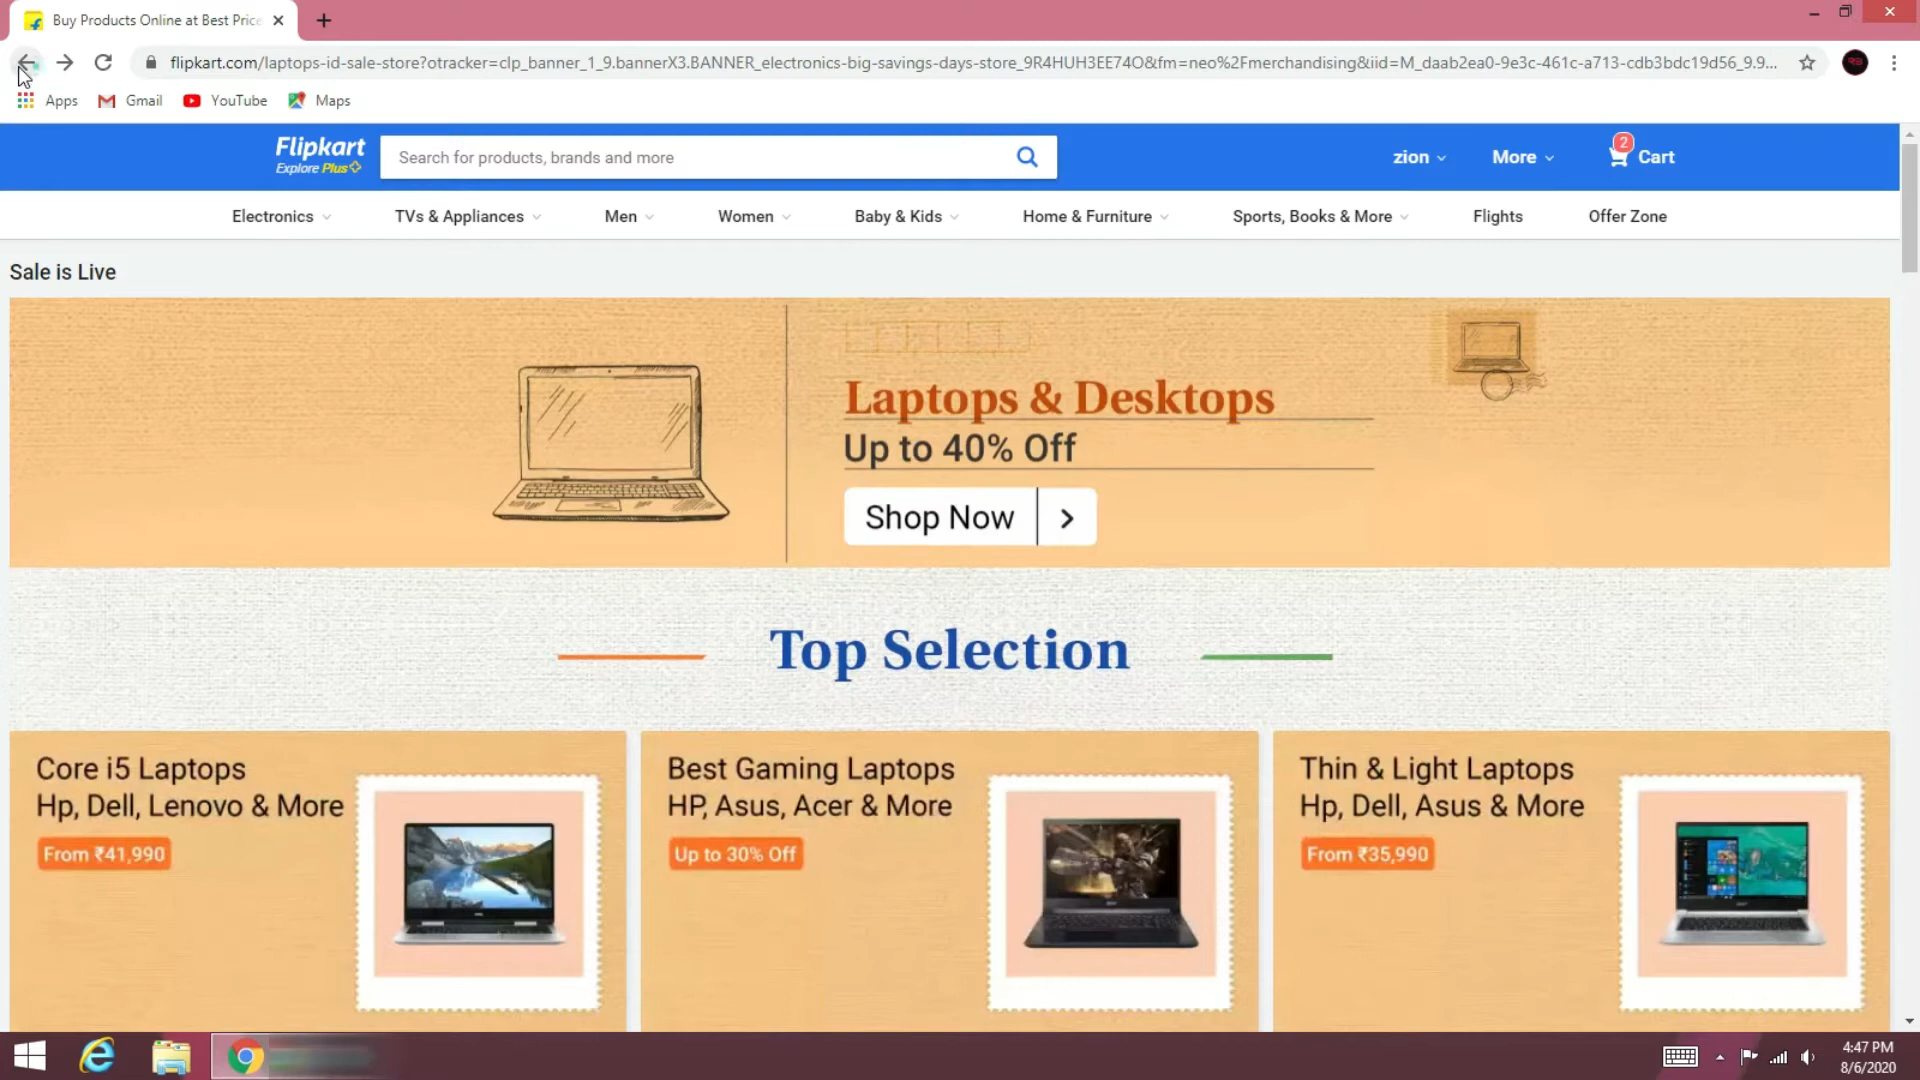 Buy Products Online at Best Price
flipkart.com/laptops-id-sale-store?otracker=clp_banner_1_9.bannerX3.BANNER_electronics-big-savings-days-store_9R4HUH3EE74O&fm=neo%2Fmerchandising&iid=M_daab2ea0-9e3c-461c-a713-cdb3bdc19d56_9.9...
Apps Gmail YouTube Maps
Flipkart
Explore Plus
Search for products, brands and more
zion More 2 Cart
Electronics TVs & Appliances Men Women Baby & Kids Home & Furniture Sports, Books & More Flights Offer Zone
Sale is Live
Laptops & Desktops
Up to 40% Off
Shop Now
Top Selection
Core i5 Laptops
Hp, Dell, Lenovo & More
From ₹41,990
Best Gaming Laptops
HP, Asus, Acer & More
Up to 30% Off
Thin & Light Laptops
Hp, Dell, Asus & More
From ₹35,990
4:47 PM
8/6/2020